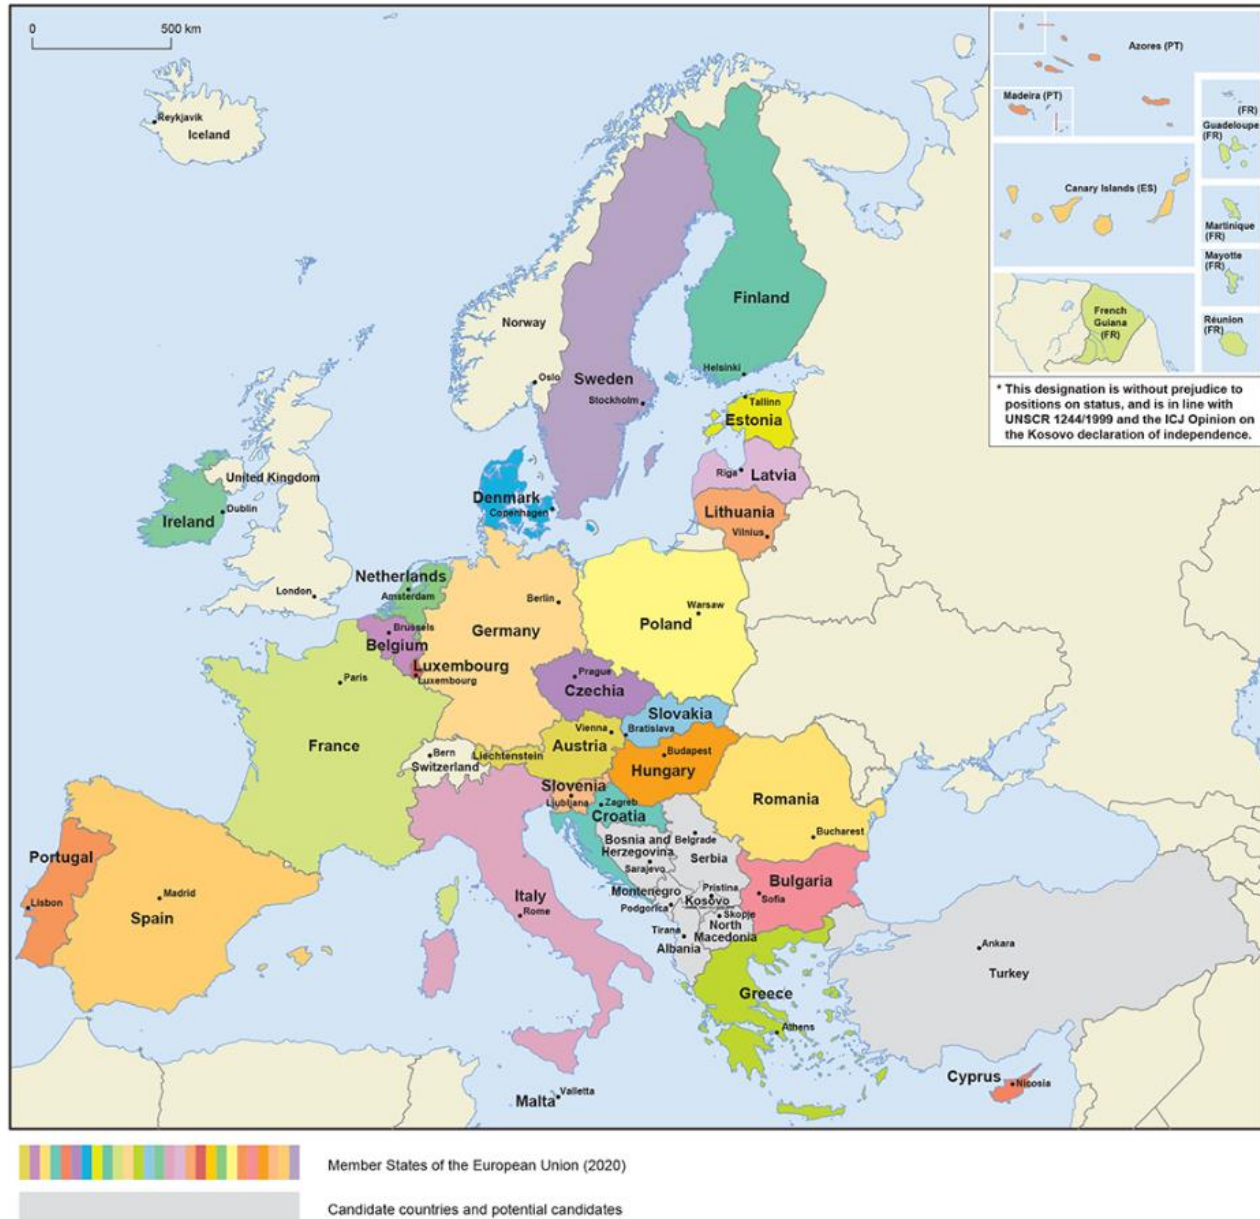 0
500 km
Azores (PT)
Madeira (PT)
(FR)
Guadeloupe
(FR)
Canary Islands (ES)
Martinique
(FR)
Mayotte
(FR)
French
Guiana
(FR)
Réunion
(FR)
* This designation is without prejudice to
positions on status, and is in line with
UNSCR 1244/1999 and the ICJ Opinion on
the Kosovo declaration of independence.
Reykjavik
Iceland
Norway
Oslo
Sweden
Stockholm
Finland
Helsinki
Tallinn
Estonia
Riga
Latvia
Lithuania
Vilnius
United Kingdom
Dublin
Ireland
London
Denmark
Copenhagen
Netherlands
Amsterdam
Brussels
Belgium
Luxembourg
Luxembourg
Berlin
Germany
Warsaw
Poland
Prague
Czechia
Slovakia
Bratislava
Vienna
Austria
Liechtenstein
Bern
Switzerland
Paris
France
Budapest
Hungary
Slovenia
Ljubljana
Zagreb
Croatia
Romania
Bucharest
Bosnia and
Herzegovina
Sarajevo
Belgrade
Serbia
Montenegro
Podgorica
Pristina
Kosovo
Skopje
North
Macedonia
Tirana
Albania
Bulgaria
Sofia
Portugal
Lisbon
Madrid
Spain
Italy
Rome
Greece
Athens
Ankara
Turkey
Cyprus
Nicosia
Malta
Valletta
Member States of the European Union (2020)
Candidate countries and potential candidates